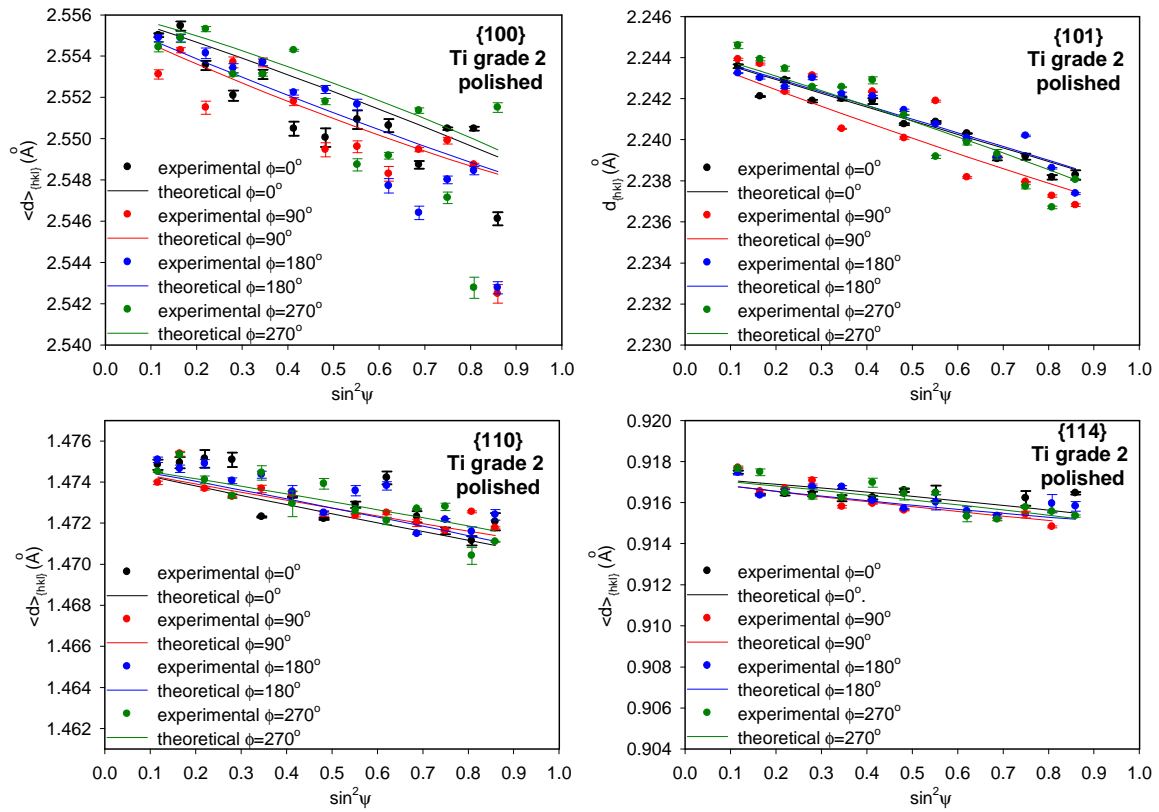 {100}
Ti grade 2
polished
<d>{hkl} (Å)
2.556
2.554
2.552
2.550
2.548
2.546
2.544
2.542
2.540
experimental ϕ=0°
theoretical ϕ=0°
experimental ϕ=90°
theoretical ϕ=90°
experimental ϕ=180°
theoretical ϕ=180°
experimental ϕ=270°
theoretical ϕ=270°
0.0 0.1 0.2 0.3 0.4 0.5 0.6 0.7 0.8 0.9 1.0
sin²ψ
{101}
Ti grade 2
polished
d{hkl} (Å)
2.246
2.244
2.242
2.240
2.238
2.236
2.234
2.232
2.230
experimental ϕ=0°
theoretical ϕ=0°
experimental ϕ=90°
theoretical ϕ=90°
experimental ϕ=180°
theoretical ϕ=180°
experimental ϕ=270°
theoretical ϕ=270°
0.0 0.1 0.2 0.3 0.4 0.5 0.6 0.7 0.8 0.9 1.0
sin²ψ
{110}
Ti grade 2
polished
<d>{hkl} (Å)
1.476
1.474
1.472
1.470
1.468
1.466
1.464
1.462
experimental ϕ=0°
theoretical ϕ=0°
experimental ϕ=90°
theoretical ϕ=90°
experimental ϕ=180°
theoretical ϕ=180°
experimental ϕ=270°
theoretical ϕ=270°
0.0 0.1 0.2 0.3 0.4 0.5 0.6 0.7 0.8 0.9 1.0
sin²ψ
{114}
Ti grade 2
polished
<d>{hkl} (Å)
0.920
0.918
0.916
0.914
0.912
0.910
0.908
0.906
0.904
experimental ϕ=0°
theoretical ϕ=0°.
experimental ϕ=90°
theoretical ϕ=90°
experimental ϕ=180°
theoretical ϕ=180°
experimental ϕ=270°
theoretical ϕ=270°
0.0 0.1 0.2 0.3 0.4 0.5 0.6 0.7 0.8 0.9 1.0
sin²ψ